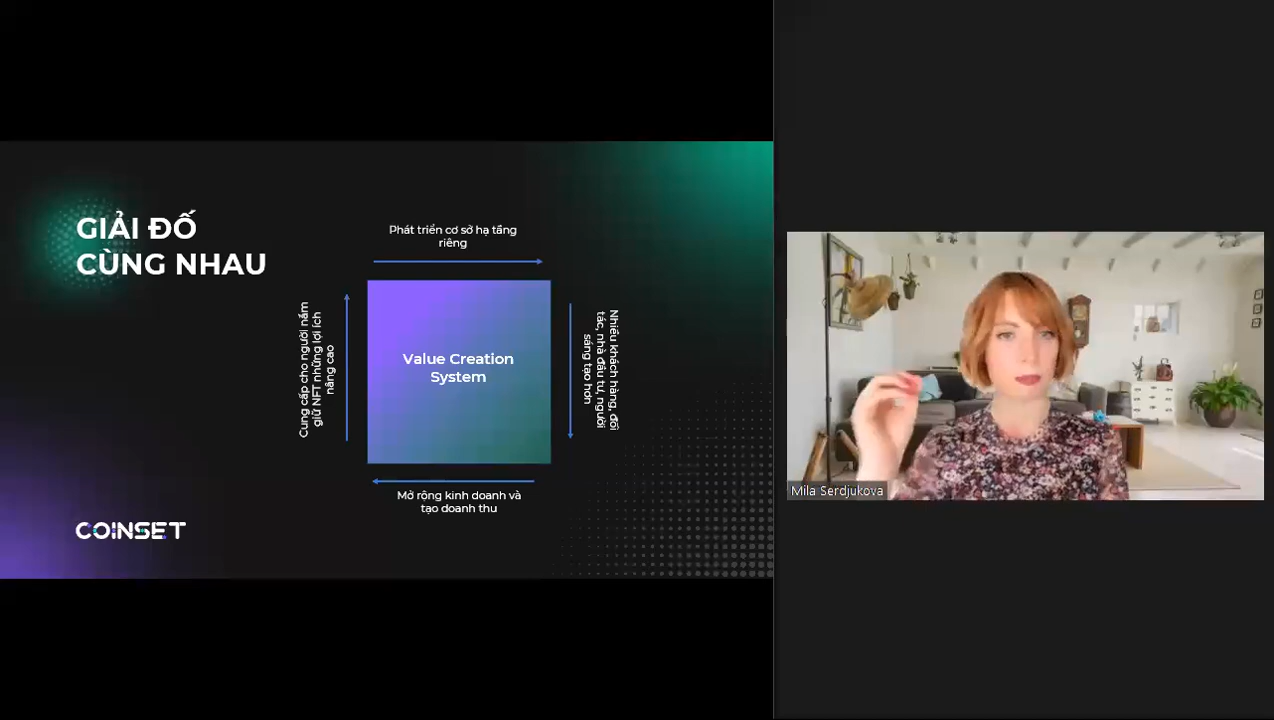 GIẢI ĐỐ
CÙNG NHAU
Phát triển cơ sở hạ tầng
riêng
Cung cấp cho người nắm
giữ NFT những lợi ích
nâng cao
Value Creation
System
Nhiều khách hàng, đối
tác, nhà đầu tư, người
sáng tạo hơn
Mở rộng kinh doanh và
tạo doanh thu
COINSET
Mila Serdjukova